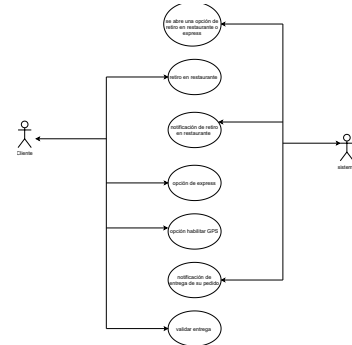 se abre una opción de
retiro en restaurante o
express
retiro en restaurante
notificación de retiro
en restaurante
Cliente
sistem
opción de express
opción habilitar GPS
notificación de
entrega de su pedido
validar entrega